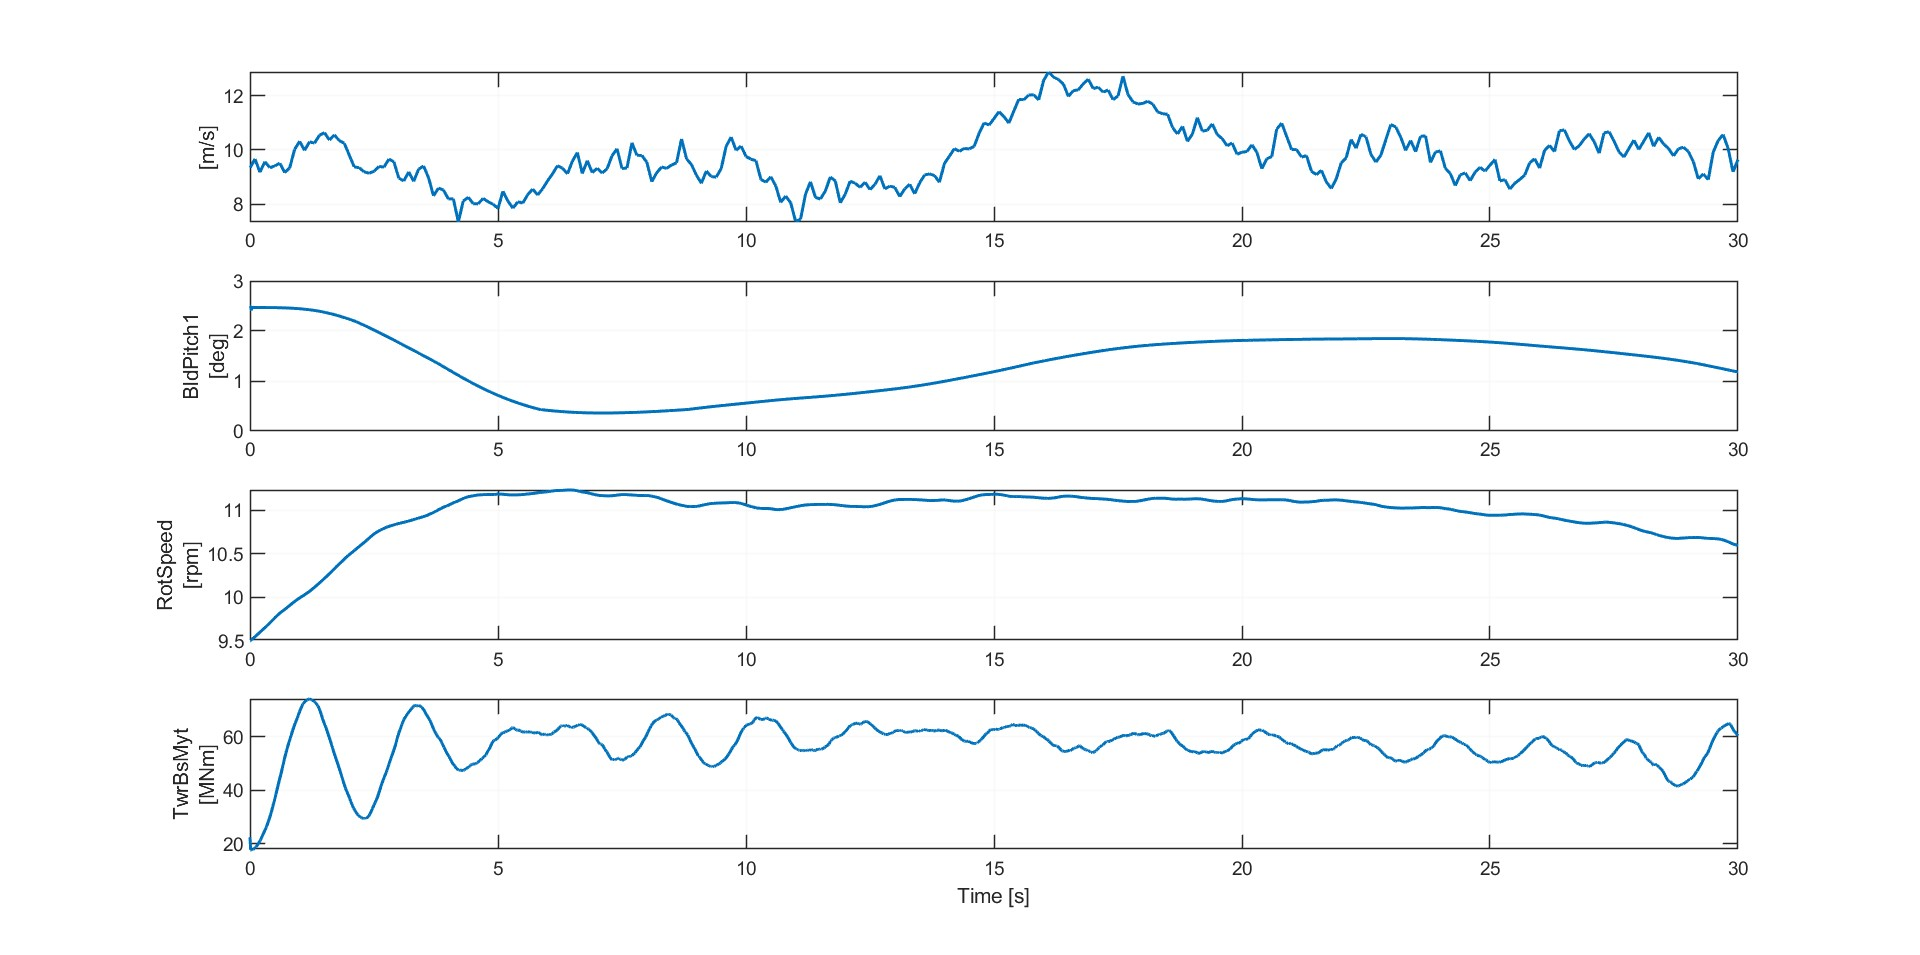 [m/s]
12
10
8
0 5 10 15 20 25 30
BldPitch1
[deg]
3
2
1
0
0 5 10 15 20 25 30
RotSpeed
[rpm]
11
10.5
10
9.5
0 5 10 15 20 25 30
TwrBsMyt
[MNm]
60
40
20
0 5 10 15 20 25 30
Time [s]